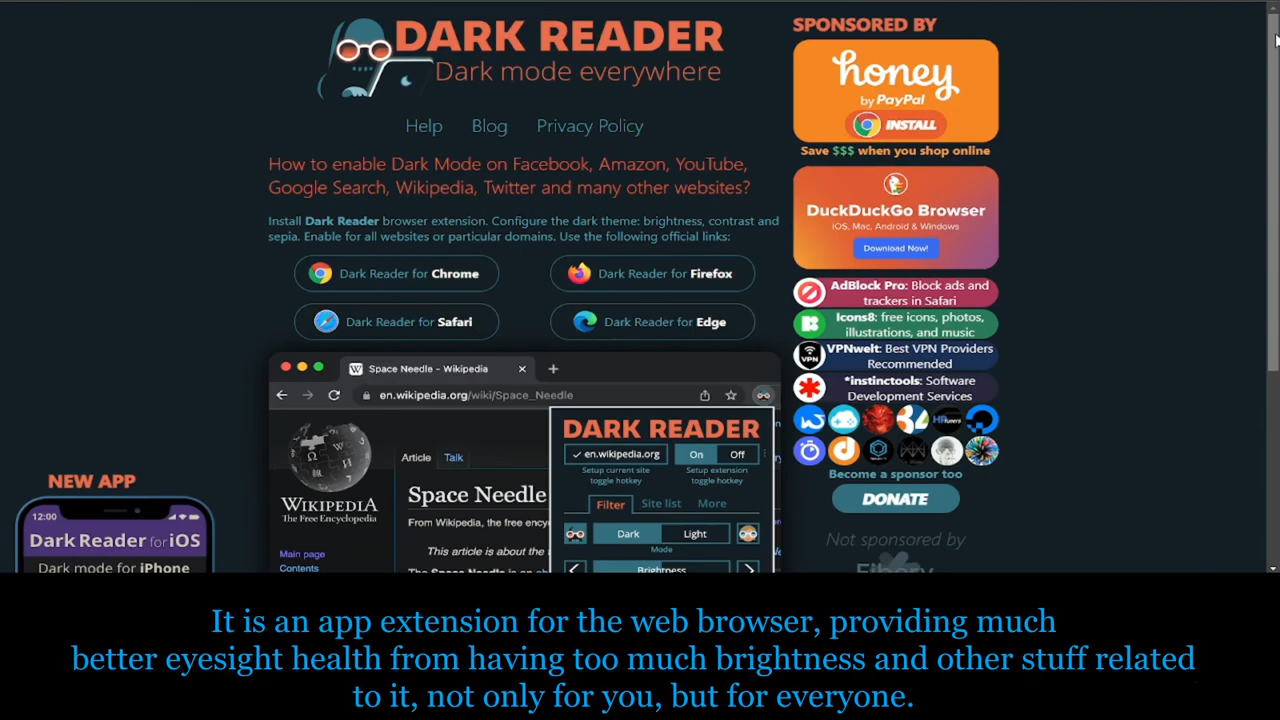 DARK READER
Dark mode everywhere
Help Blog Privacy Policy
How to enable Dark Mode on Facebook, Amazon, YouTube,
Google Search, Wikipedia, Twitter and many other websites?
Install Dark Reader browser extension. Configure the dark theme: brightness, contrast and
sepia. Enable for all websites or particular domains. Use the following official links:
Dark Reader for Chrome
Dark Reader for Firefox
Dark Reader for Safari
Dark Reader for Edge
Space Needle - Wikipedia
en.wikipedia.org/wiki/Space_Needle
WIKIPEDIA
The Free Encyclopedia
Main page
Contents
Article Talk
Space Needle
From Wikipedia, the free ency
This article is about the
The Space Needle is an
DARK READER
en.wikipedia.org
On Off
Setup current site
toggle hotkey
Setup extension
toggle hotkey
Filter Site list More
Dark Light
Mode
Brightness
SPONSORED BY
honey
by PayPal
INSTALL
Save $$$ when you shop online
DuckDuckGo Browser
iOS, Mac, Android & Windows
Download Now!
AdBlock Pro: Block ads and
trackers in Safari
Icons8: free icons, photos,
illustrations, and music
VPN
VPNwelt: Best VPN Providers
Recommended
*instinctools: Software
Development Services
Become a sponsor too
DONATE
Not sponsored by
Fibery
NEW APP
12:00
Dark Reader for iOS
Dark mode for iPhone
It is an app extension for the web browser, providing much
better eyesight health from having too much brightness and other stuff related
to it, not only for you, but for everyone.